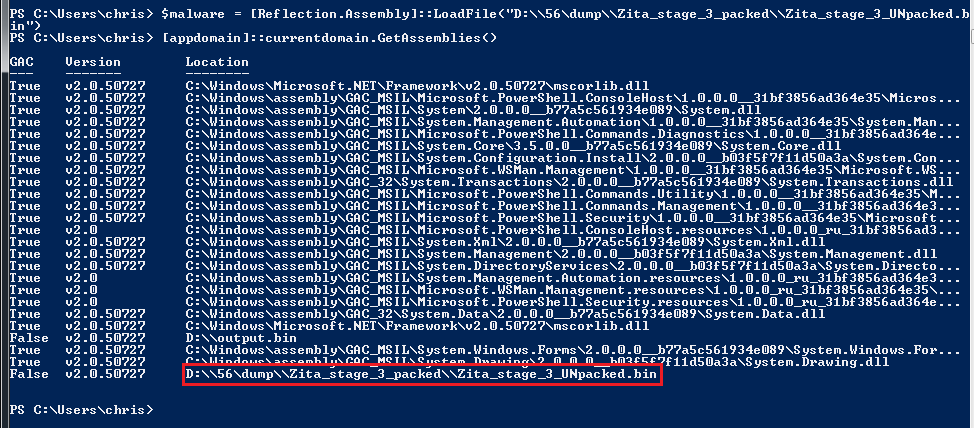 PS C:\Users\chris> $malware = [Reflection.Assembly]::LoadFile("D:\\56\dump\\Zita_stage_3_packed\\Zita_stage_3_UNpacked.b
in")
PS C:\Users\chris> [appdomain]::currentdomain.GetAssemblies()
GAC    Version        Location
---    -------        --------
True   v2.0.50727     C:\Windows\Microsoft.NET\Framework\v2.0.50727\mscorlib.dll
True   v2.0.50727     C:\Windows\assembly\GAC_MSIL\Microsoft.PowerShell.ConsoleHost\1.0.0.0__31bf3856ad364e35\Micros...
True   v2.0.50727     C:\Windows\assembly\GAC_MSIL\System\2.0.0.0__b77a5c561934e089\System.dll
True   v2.0.50727     C:\Windows\assembly\GAC_MSIL\System.Management.Automation\1.0.0.0__31bf3856ad364e35\System.Man...
True   v2.0.50727     C:\Windows\assembly\GAC_MSIL\Microsoft.PowerShell.Commands.Diagnostics\1.0.0.0__31bf3856ad364e...
True   v2.0.50727     C:\Windows\assembly\GAC_MSIL\System.Core\3.5.0.0__b77a5c561934e089\System.Core.dll
True   v2.0.50727     C:\Windows\assembly\GAC_MSIL\System.Configuration.Install\2.0.0.0__b03f5f7f11d50a3a\System.Con...
True   v2.0.50727     C:\Windows\assembly\GAC_MSIL\Microsoft.WSMan.Management\1.0.0.0__31bf3856ad364e35\Microsoft.WS...
True   v2.0.50727     C:\Windows\assembly\GAC_32\System.Transactions\2.0.0.0__b77a5c561934e089\System.Transactions.dll
True   v2.0.50727     C:\Windows\assembly\GAC_MSIL\Microsoft.PowerShell.Commands.Utility\1.0.0.0__31bf3856ad364e35\M...
True   v2.0.50727     C:\Windows\assembly\GAC_MSIL\Microsoft.PowerShell.Commands.Management\1.0.0.0__31bf3856ad364e3...
True   v2.0.50727     C:\Windows\assembly\GAC_MSIL\Microsoft.PowerShell.Security\1.0.0.0__31bf3856ad364e35\Microsoft...
True   v2.0           C:\Windows\assembly\GAC_MSIL\Microsoft.PowerShell.ConsoleHost.resources\1.0.0.0_ru_31bf3856ad3...
True   v2.0.50727     C:\Windows\assembly\GAC_MSIL\System.Xml\2.0.0.0__b77a5c561934e089\System.Xml.dll
True   v2.0.50727     C:\Windows\assembly\GAC_MSIL\System.Management\2.0.0.0__b03f5f7f11d50a3a\System.Management.dll
True   v2.0.50727     C:\Windows\assembly\GAC_MSIL\System.DirectoryServices\2.0.0.0__b03f5f7f11d50a3a\System.Directo...
True   v2.0           C:\Windows\assembly\GAC_MSIL\System.Management.Automation.resources\1.0.0.0_ru_31bf3856ad364e3...
True   v2.0           C:\Windows\assembly\GAC_MSIL\Microsoft.WSMan.Management.resources\1.0.0.0_ru_31bf3856ad364e35\...
True   v2.0           C:\Windows\assembly\GAC_MSIL\Microsoft.PowerShell.Security.resources\1.0.0.0_ru_31bf3856ad364e...
True   v2.0.50727     C:\Windows\assembly\GAC_32\System.Data\2.0.0.0__b77a5c561934e089\System.Data.dll
True   v2.0.50727     C:\Windows\Microsoft.NET\Framework\v2.0.50727\mscorlib.dll
False  v2.0.50727     D:\\output.bin
True   v2.0.50727     C:\Windows\assembly\GAC_MSIL\System.Windows.Forms\2.0.0.0__b77a5c561934e089\System.Windows.For...
True   v2.0.50727     C:\Windows\assembly\GAC_MSIL\System.Drawing\2.0.0.0__b03f5f7f11d50a3a\System.Drawing.dll
False  v2.0.50727     D:\\56\dump\\Zita_stage_3_packed\\Zita_stage_3_UNpacked.bin
PS C:\Users\chris>